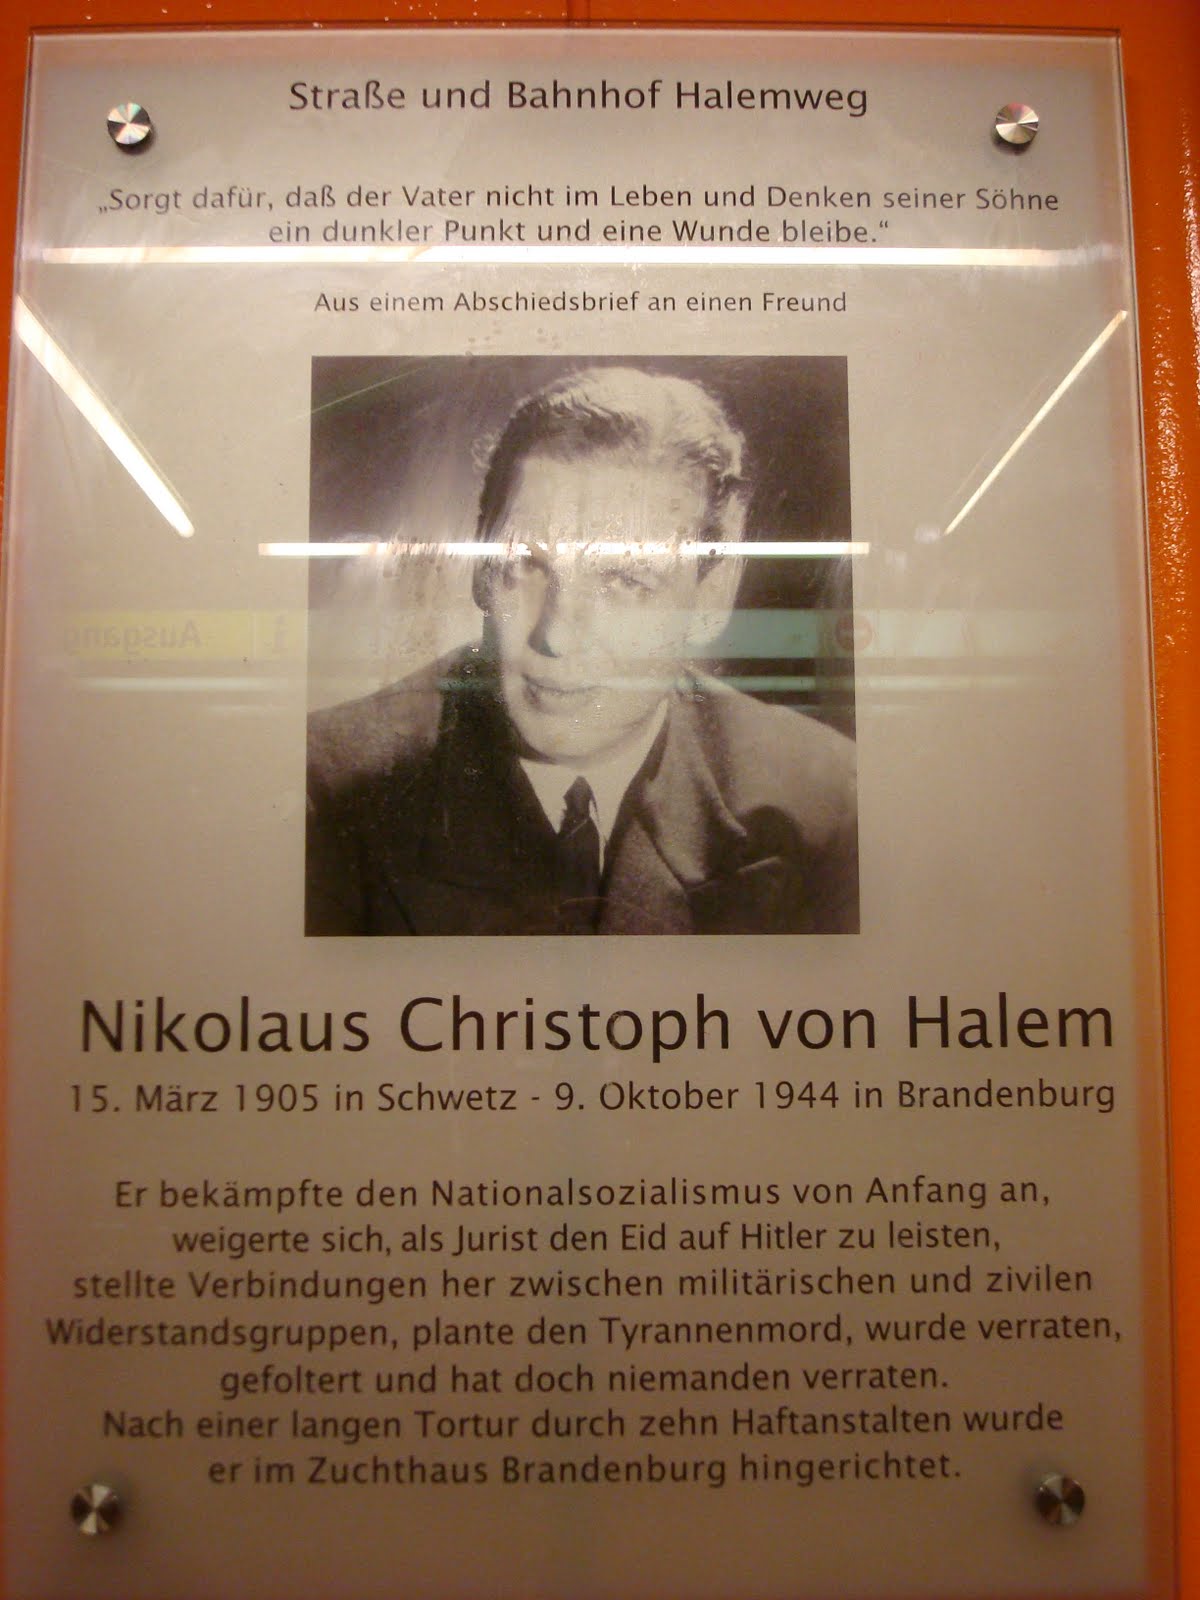 Straße und Bahnhof Halemweg
„Sorgt dafür, daß der Vater nicht im Leben und Denken seiner Söhne
ein dunkler Punkt und eine Wunde bleibe.“
Aus einem Abschiedsbrief an einen Freund
Ausgang
i
Nikolaus Christoph von Halem
15. März 1905 in Schwetz - 9. Oktober 1944 in Brandenburg
Er bekämpfte den Nationalsozialismus von Anfang an,
weigerte sich, als Jurist den Eid auf Hitler zu leisten,
stellte Verbindungen her zwischen militärischen und zivilen
Widerstandsgruppen, plante den Tyrannenmord, wurde verraten,
gefoltert und hat doch niemanden verraten.
Nach einer langen Tortur durch zehn Haftanstalten wurde
er im Zuchthaus Brandenburg hingerichtet.